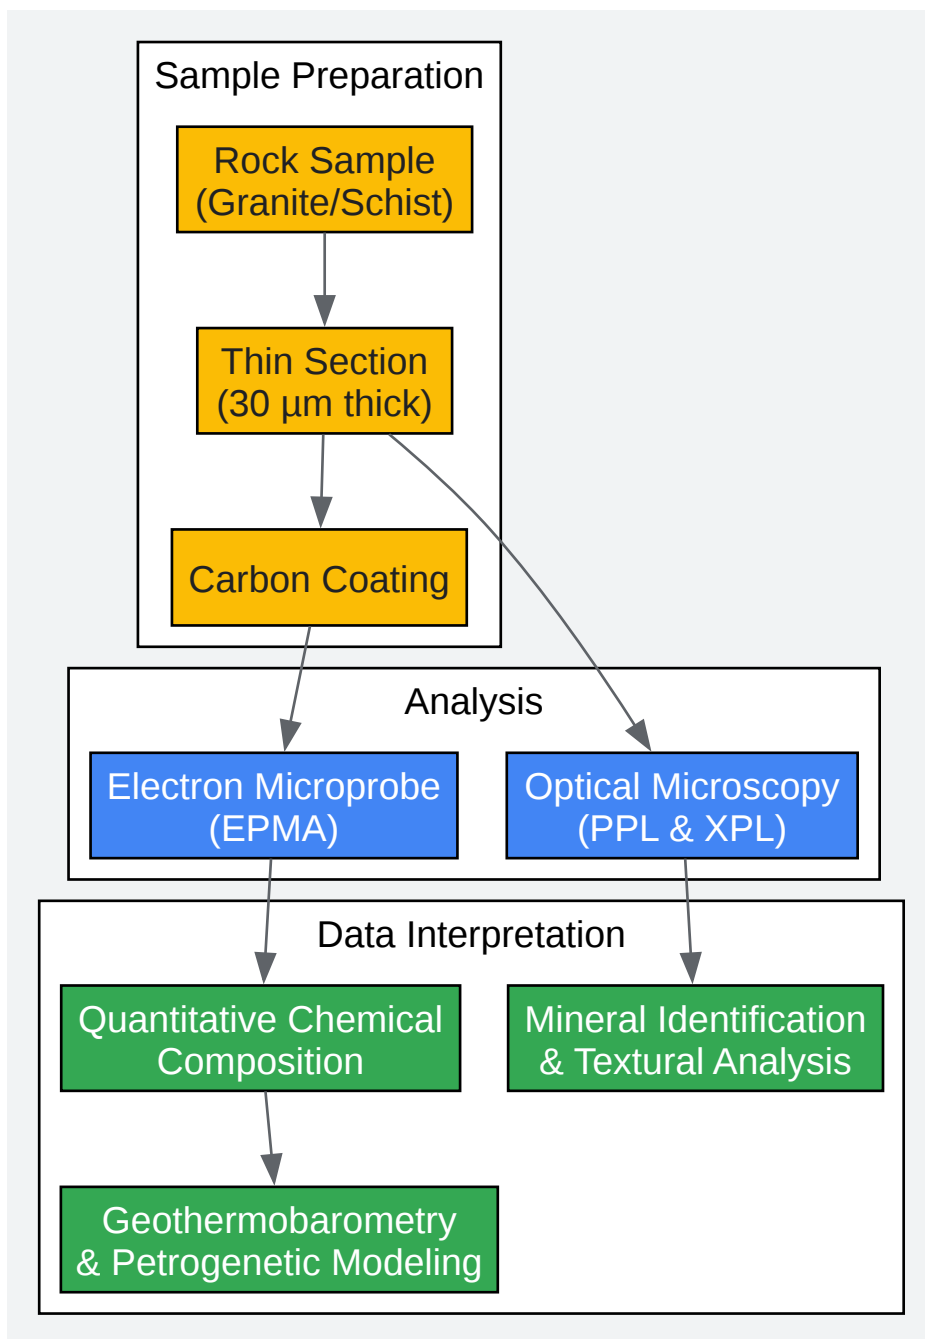 Sample Preparation
Rock Sample
(Granite/Schist)
Thin Section
(30 µm thick)
Carbon Coating
Analysis
Electron Microprobe
(EPMA)
Optical Microscopy
(PPL & XPL)
Data Interpretation
Quantitative Chemical
Composition
Mineral Identification
& Textural Analysis
Geothermobarometry
& Petrogenetic Modeling